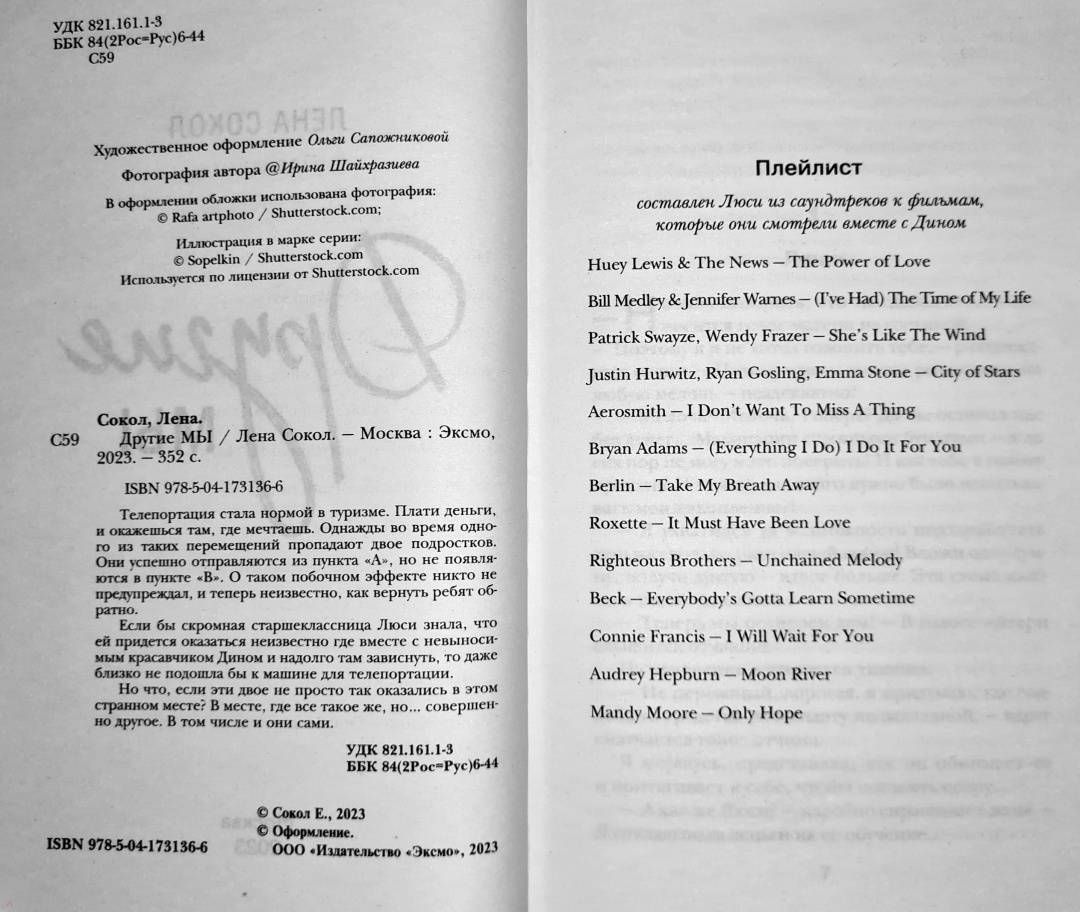 УДК 821.161.1-3
ББК 84(2Рос=Рус)6-44
С59
ЛЕНА СОКОЛ
Художественное оформление Ольги Сапожниковой
Фотография автора @Ирина Шайхразиева
В оформлении обложки использована фотография:
© Rafa artphoto / Shutterstock.com;
Иллюстрация в марке серии:
© Sopelkin / Shutterstock.com
Используется по лицензии от Shutterstock.com
Другие
Сокол, Лена.
С59 Другие МЫ / Лена Сокол. — Москва : Эксмо,
2023. — 352 с.
ISBN 978-5-04-173136-6
Телепортация стала нормой в туризме. Плати деньги,
и окажешься там, где мечтаешь. Однажды во время одно-
го из таких перемещений пропадают двое подростков.
Они успешно отправляются из пункта «А», но не появля-
ются в пункте «В». О таком побочном эффекте никто не
предупреждал, и теперь неизвестно, как вернуть ребят об-
ратно.
Если бы скромная старшеклассница Люси знала, что
ей придется оказаться неизвестно где вместе с невыноси-
мым красавчиком Дином и надолго там зависнуть, то даже
близко не подошла бы к машине для телепортации.
Но что, если эти двое не просто так оказались в этом
странном месте? В месте, где все такое же, но... совершен-
но другое. В том числе и они сами.
УДК 821.161.1-3
ББК 84(2Рос=Рус)6-44
© Сокол Е., 2023
© Оформление.
ISBN 978-5-04-173136-6 ООО «Издательство «Эксмо», 2023
Плейлист
составлен Люси из саундтреков к фильмам,
которые они смотрели вместе с Дином
Huey Lewis & The News — The Power of Love
Bill Medley & Jennifer Warnes — (I've Had) The Time of My Life
Patrick Swayze, Wendy Frazer — She's Like The Wind
Justin Hurwitz, Ryan Gosling, Emma Stone — City of Stars
Aerosmith — I Don't Want To Miss A Thing
Bryan Adams — (Everything I Do) I Do It For You
Berlin — Take My Breath Away
Roxette — It Must Have Been Love
Righteous Brothers — Unchained Melody
Beck — Everybody's Gotta Learn Sometime
Connie Francis — I Will Wait For You
Audrey Hepburn — Moon River
Mandy Moore — Only Hope